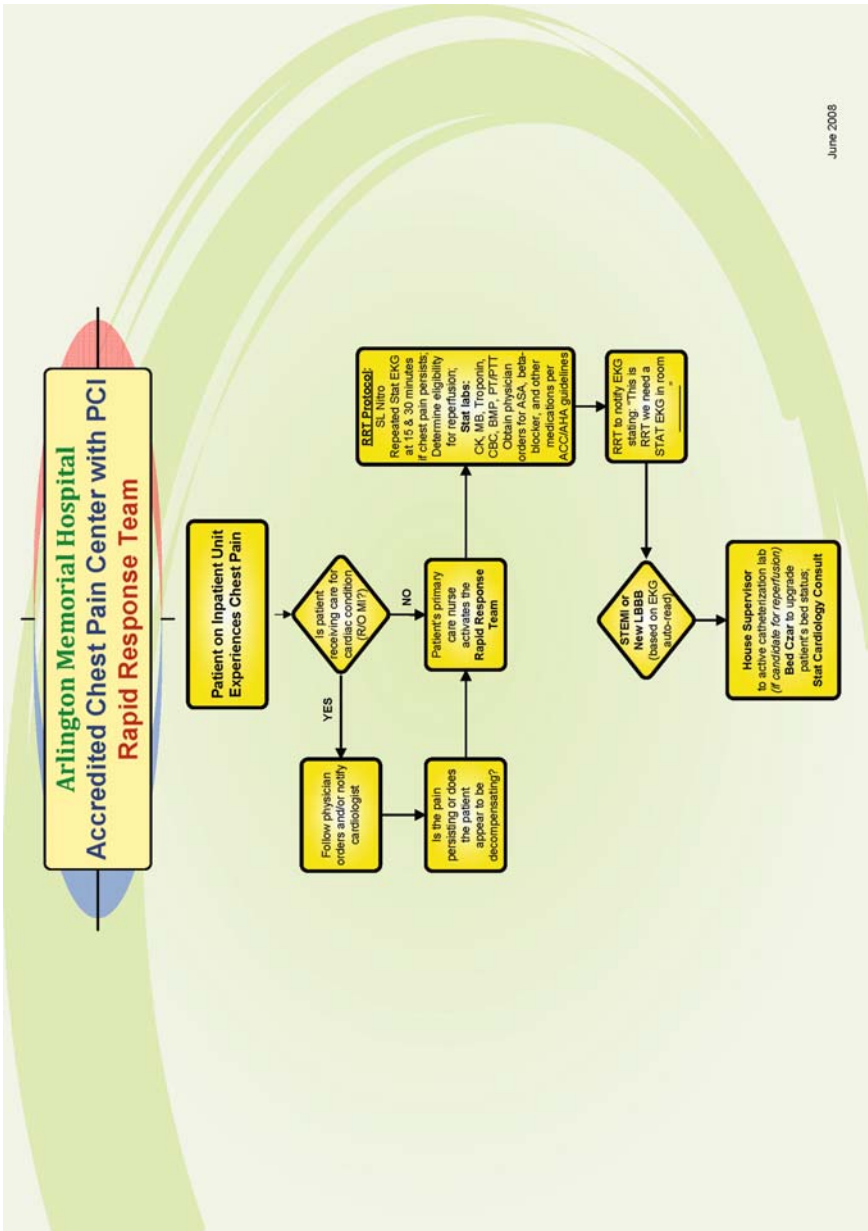 Arlington Memorial Hospital
Accredited Chest Pain Center with PCI
Rapid Response Team
Patient on Inpatient Unit
Experiences Chest Pain
Is patient
receiving care for
cardiac condition
(R/O MI?)
YES
NO
Follow physician
orders and/or notify
cardiologist
Is the pain
persisting or does
the patient
appear to be
decompensating?
Patient's primary
care nurse
activates the
Rapid Response
Team
RRT Protocol:
SL Nitro
Repeated Stat EKG
at 15 & 30 minutes
if chest pain persists;
Determine eligibility
for reperfusion;
Stat labs:
CK, MB, Troponin,
CBC, BMP, PT/PTT
Obtain physician
orders for ASA, beta-
blocker, and other
medications per
ACC/AHA guidelines
RRT to notify EKG
stating: "This is
RRT we need a
STAT EKG in room
________"
STEMI or
New LBBB
(based on EKG
auto-read)
House Supervisor
to active catheterization lab
(If candidate for reperfusion)
Bed Czar to upgrade
patient's bed status;
Stat Cardiology Consult
June 2008